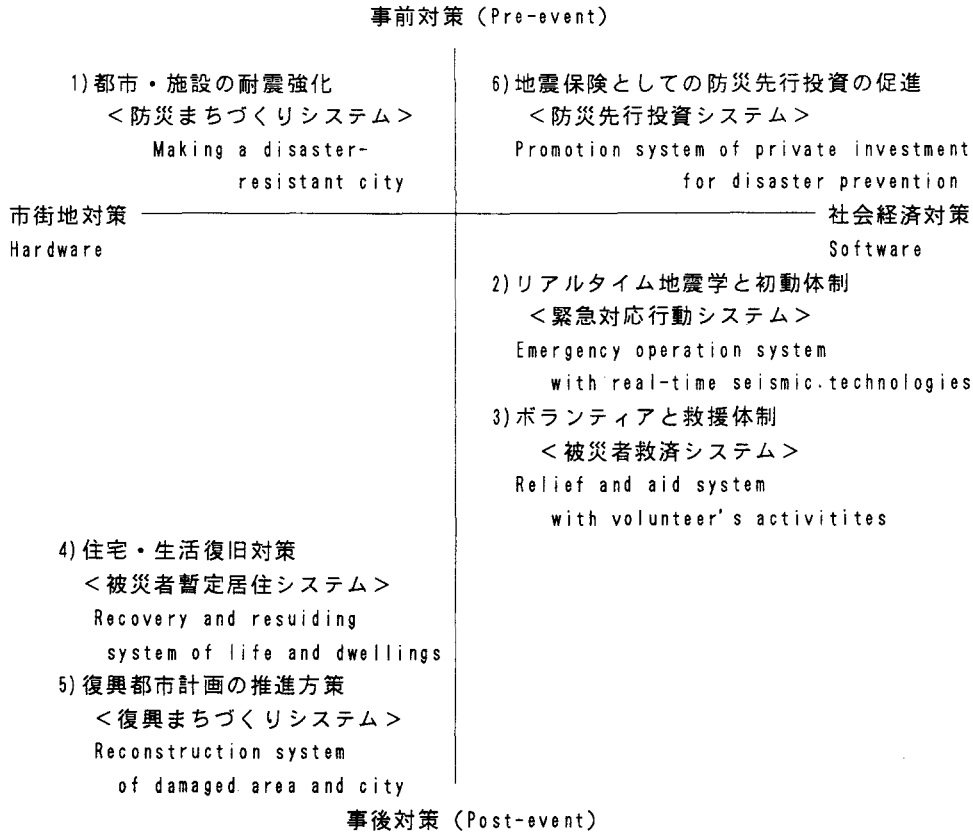 事前対策 (Pre-event)
1)都市・施設の耐震強化
＜防災まちづくりシステム＞
Making a disaster-
resistant city
6)地震保険としての防災先行投資の促進
＜防災先行投資システム＞
Promotion system of private investment
for disaster prevention
市街地対策
Hardware
社会経済対策
Software
2)リアルタイム地震学と初動体制
＜緊急対応行動システム＞
Emergency operation system
with real-time seismic.technologies
3)ボランティアと救援体制
＜被災者救済システム＞
Relief and aid system
with volunteer's activitites
4)住宅・生活復旧対策
＜被災者暫定居住システム＞
Recovery and resuiding
system of life and dwellings
5)復興都市計画の推進方策
＜復興まちづくりシステム＞
Reconstruction system
of damaged area and city
事後対策 (Post-event)